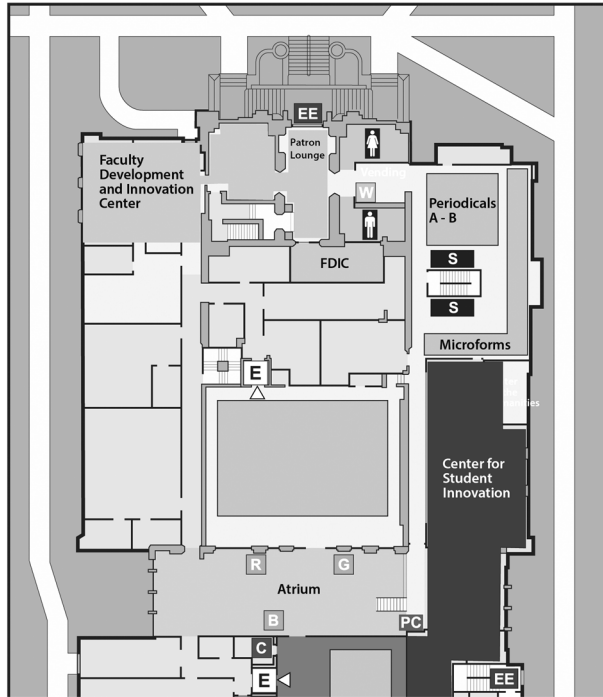 EE
Patron
Lounge
Faculty
Development
and Innovation
Center
Vending
W
Periodicals
A - B
S
FDIC
S
Microforms
E
Center for
Student
Innovation
R
G
Atrium
B
PC
C
E
EE